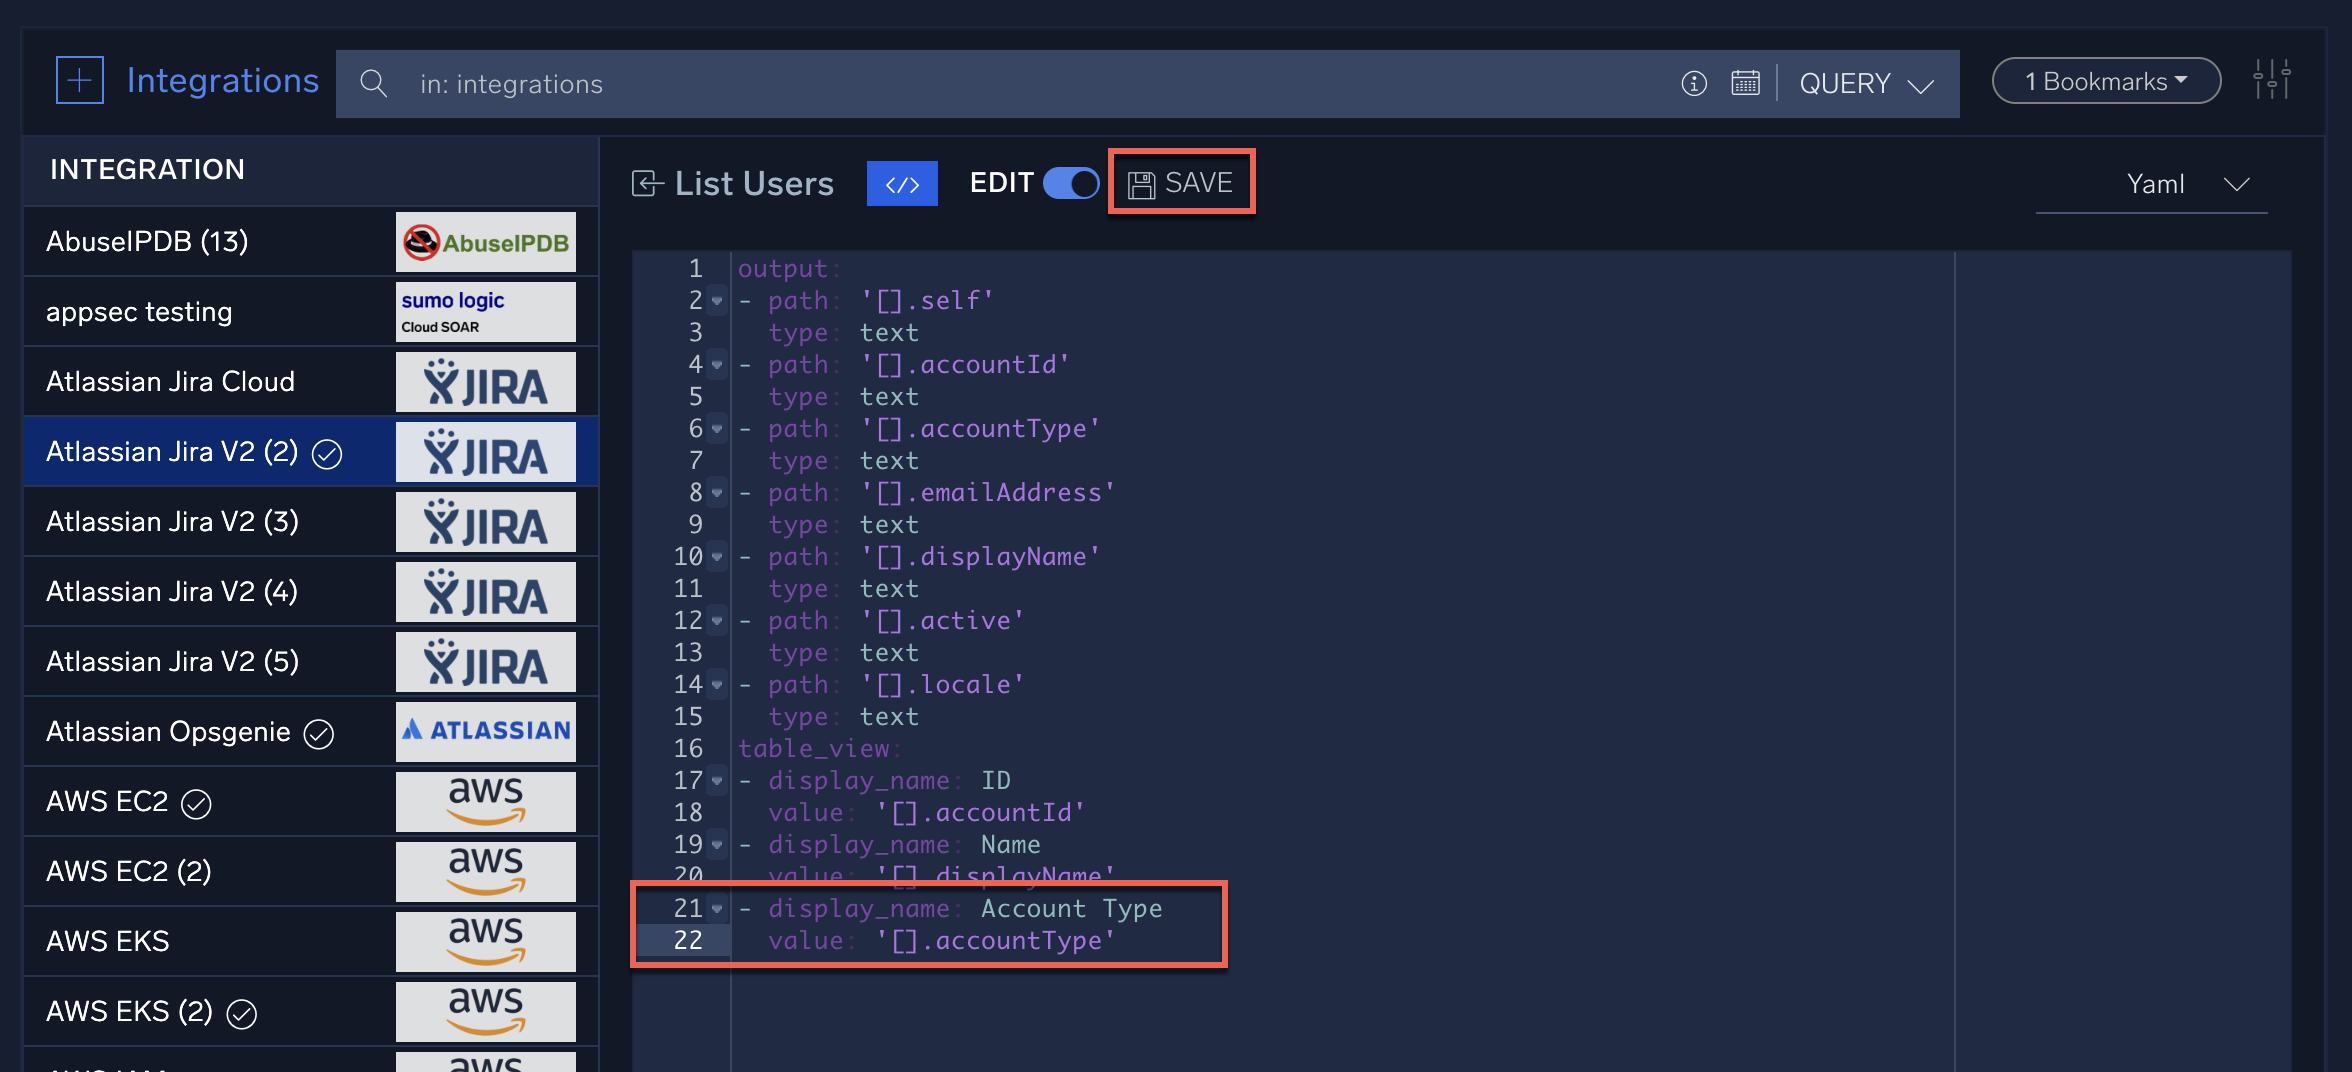 Integrations
in: integrations
QUERY
1 Bookmarks
INTEGRATION
AbuseIPDB (13)
AbuseIPDB
appsec testing
sumo logic
Cloud SOAR
Atlassian Jira Cloud
JIRA
Atlassian Jira V2 (2)
JIRA
Atlassian Jira V2 (3)
JIRA
Atlassian Jira V2 (4)
JIRA
Atlassian Jira V2 (5)
JIRA
Atlassian Opsgenie
ATLASSIAN
AWS EC2
aws
AWS EC2 (2)
aws
AWS EKS
aws
AWS EKS (2)
aws
aws
List Users
</>
EDIT
SAVE
Yaml
1 output:
2 - path: '[].self'
3 type: text
4 - path: '[].accountId'
5 type: text
6 - path: '[].accountType'
7 type: text
8 - path: '[].emailAddress'
9 type: text
10 - path: '[].displayName'
11 type: text
12 - path: '[].active'
13 type: text
14 - path: '[].locale'
15 type: text
16 table_view:
17 - display_name: ID
18 value: '[].accountId'
19 - display_name: Name
20 value: '[].displayName'
21 - display_name: Account Type
22 value: '[].accountType'